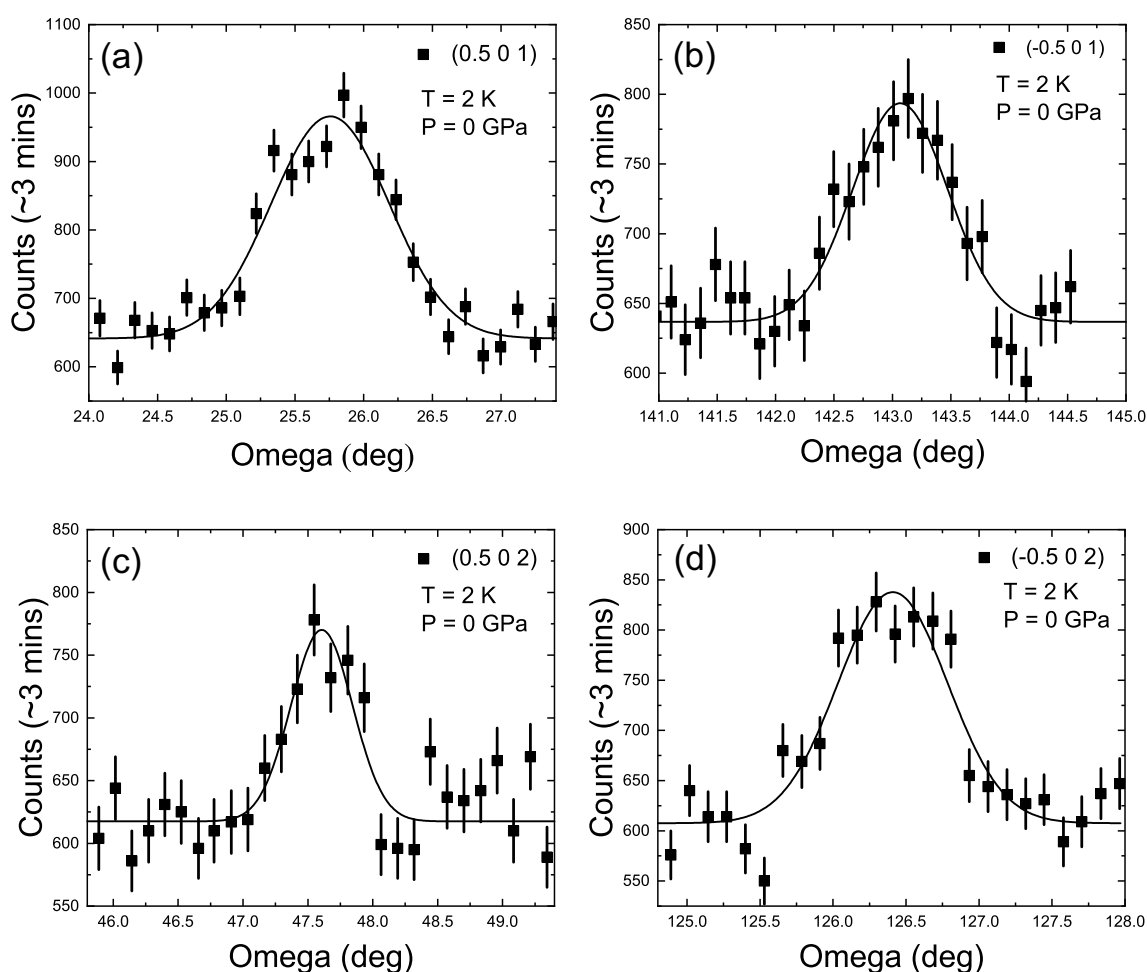 (a)
(0.5 0 1)
T = 2 K
P = 0 GPa
Counts (~3 mins)
1100
1000
900
800
700
600
24.0 24.5 25.0 25.5 26.0 26.5 27.0
Omega (deg)
(b)
(-0.5 0 1)
T = 2 K
P = 0 GPa
Counts (~3 mins)
850
800
750
700
650
600
141.0 141.5 142.0 142.5 143.0 143.5 144.0 144.5 145.0
Omega (deg)
(c)
(0.5 0 2)
T = 2 K
P = 0 GPa
Counts (~3 mins)
850
800
750
700
650
600
550
46.0 46.5 47.0 47.5 48.0 48.5 49.0
Omega (deg)
(d)
(-0.5 0 2)
T = 2 K
P = 0 GPa
Counts (~3 mins)
900
850
800
750
700
650
600
550
125.0 125.5 126.0 126.5 127.0 127.5 128.0
Omega (deg)